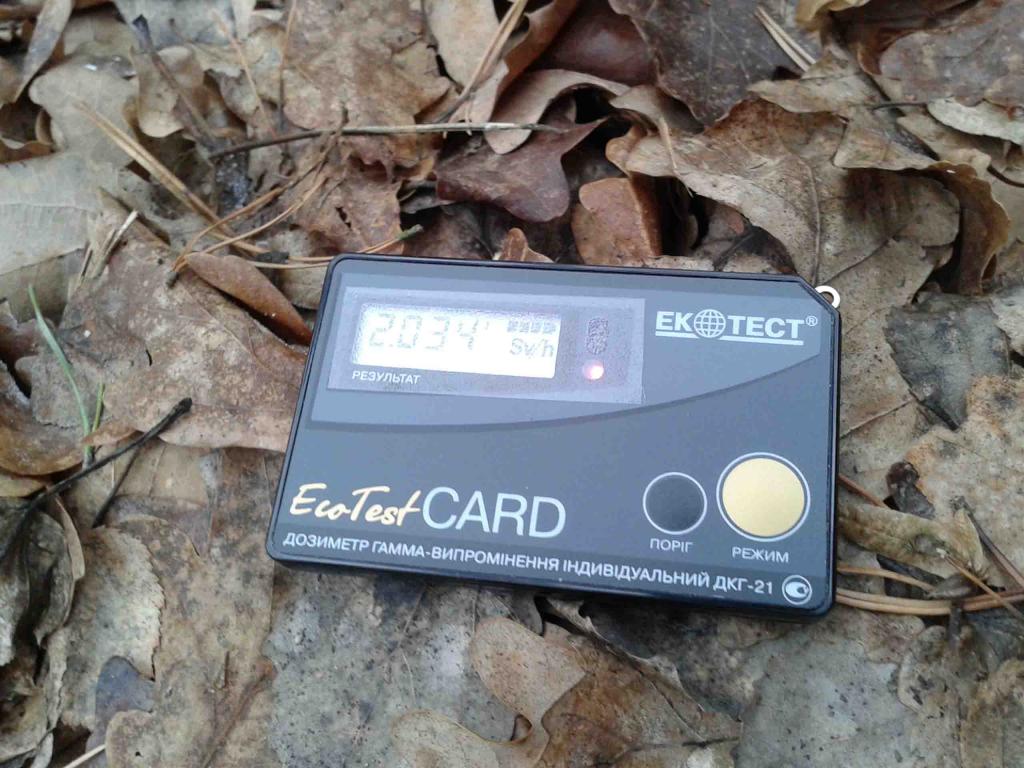 2.034
Sv/h
РЕЗУЛЬТАТ
ЕКОТЕСТ®
EcoTest CARD
ПОРІГ
РЕЖИМ
ДОЗИМЕТР ГАММА-ВИПРОМІНЕННЯ ІНДИВІДУАЛЬНИЙ ДКГ-21